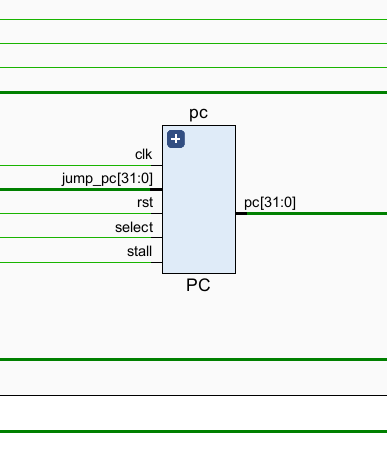 pc
clk
jump_pc[31:0]
rst
pc[31:0]
select
stall
PC